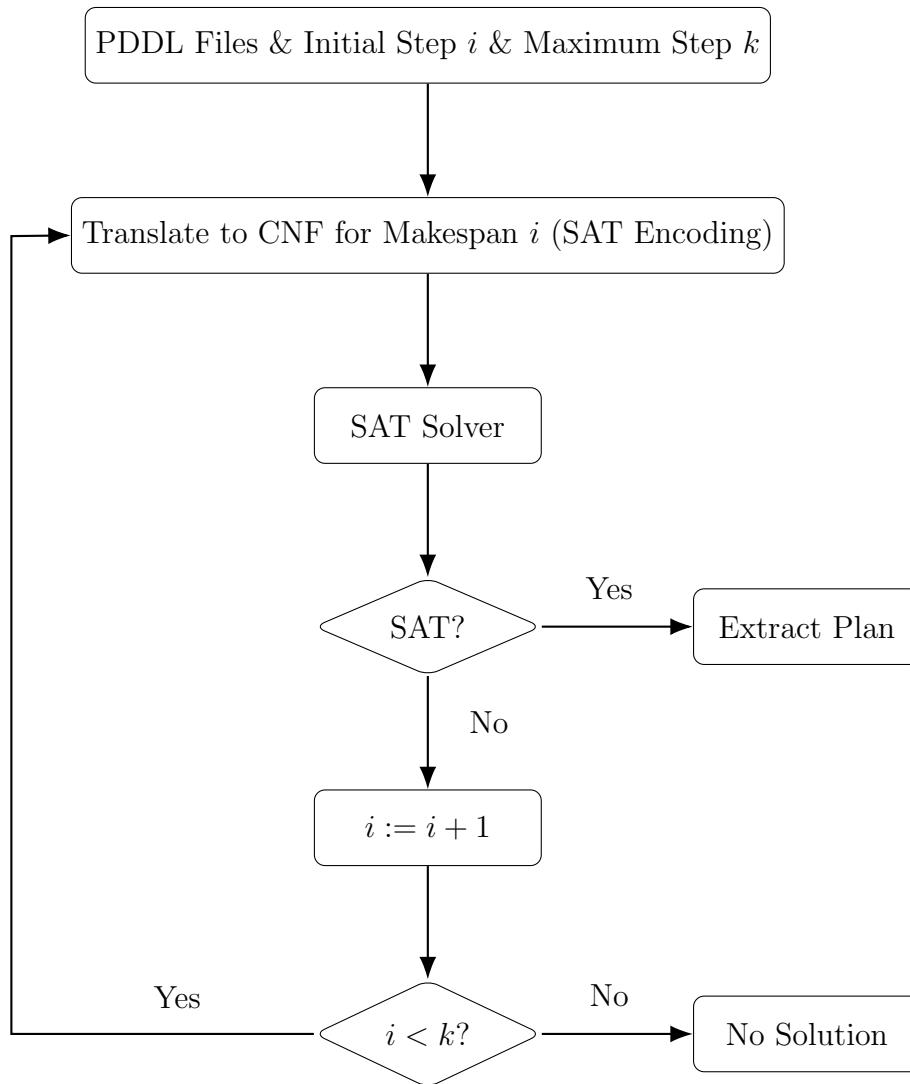 PDDL Files & Initial Step i & Maximum Step k
Translate to CNF for Makespan i (SAT Encoding)
SAT Solver
SAT?
Yes
Extract Plan
No
i := i + 1
i < k?
Yes
No
No Solution